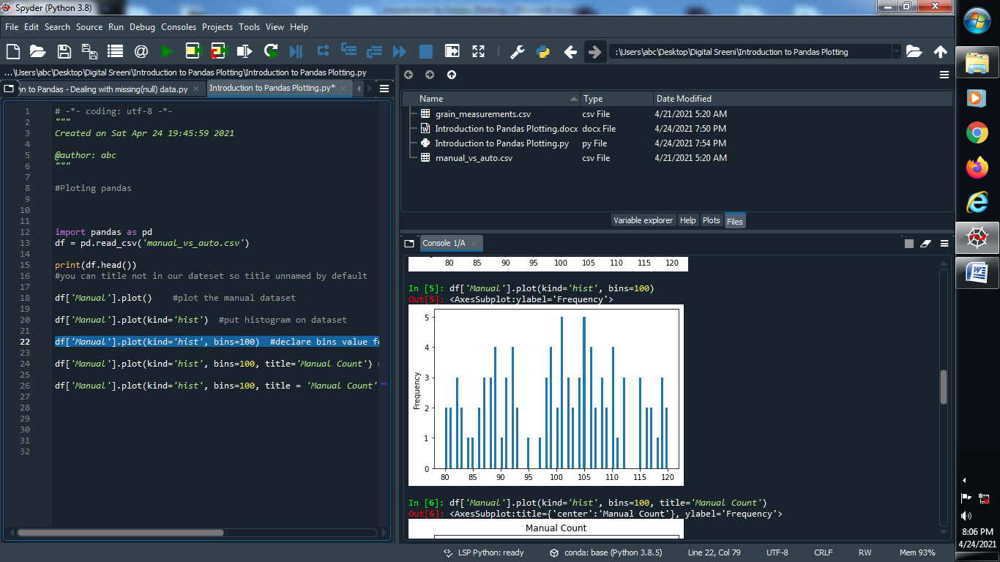 Spyder (Python 3.8)
File Edit Search Source Run Debug Consoles Projects Tools View Help
:\Users\abc\Desktop\Digital Sreeni\Introduction to Pandas Plotting
...\Users\abc\Desktop\Digital Sreeni\Introduction to Pandas Plotting\Introduction to Pandas Plotting.py
on to Pandas - Dealing with missing(null) data.py
Introduction to Pandas Plotting.py*
1 # -*- coding: utf-8 -*-
2 """
3 Created on Sat Apr 24 19:45:59 2021
4
5 @author: abc
6 """
7
8 #Ploting pandas
9
10
11
12 import pandas as pd
13 df = pd.read_csv('manual_vs_auto.csv')
14
15 print(df.head())
16 #you can title not in our dateset so title unnamed by default
17
18 df['Manual'].plot()    #plot the manual dataset
19
20 df['Manual'].plot(kind='hist')  #put histogram on dataset
21
22 df['Manual'].plot(kind='hist', bins=100)  #declare bins value fo
23
24 df['Manual'].plot(kind='hist', bins=100, title='Manual Count') #
25
26 df['Manual'].plot(kind='hist', bins=100, title = 'Manual Count',
27
28
29
30
31
32
Name Type Date Modified
grain_measurements.csv csv File 4/21/2021 5:20 AM
Introduction to Pandas Plotting.docx docx File 4/24/2021 7:50 PM
Introduction to Pandas Plotting.py py File 4/24/2021 7:54 PM
manual_vs_auto.csv csv File 4/21/2021 5:20 AM
Variable explorer Help Plots Files
Console 1/A
80 85 90 95 100 105 110 115 120
In [5]: df['Manual'].plot(kind='hist', bins=100)
Out[5]: <AxesSubplot:ylabel='Frequency'>
5
4
3
2
1
0
Frequency
80 85 90 95 100 105 110 115 120
In [6]: df['Manual'].plot(kind='hist', bins=100, title='Manual Count')
Out[6]: <AxesSubplot:title={'center':'Manual Count'}, ylabel='Frequency'>
Manual Count
LSP Python: ready conda: base (Python 3.8.5) Line 22, Col 79 UTF-8 CRLF RW Mem 93%
8:06 PM
4/24/2021